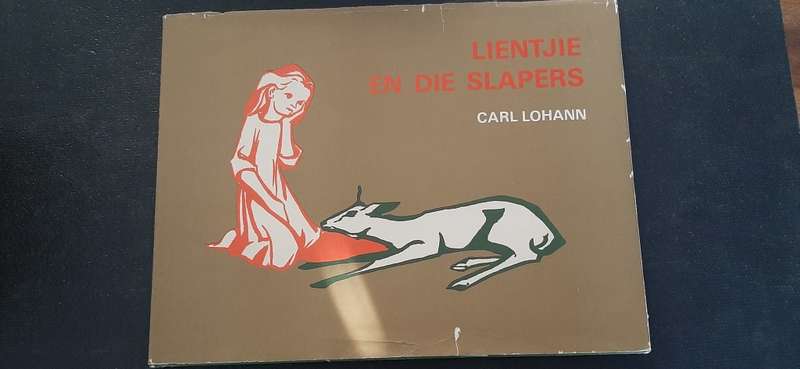 LIENTJIE
EN DIE SLAPERS
CARL LOHANN